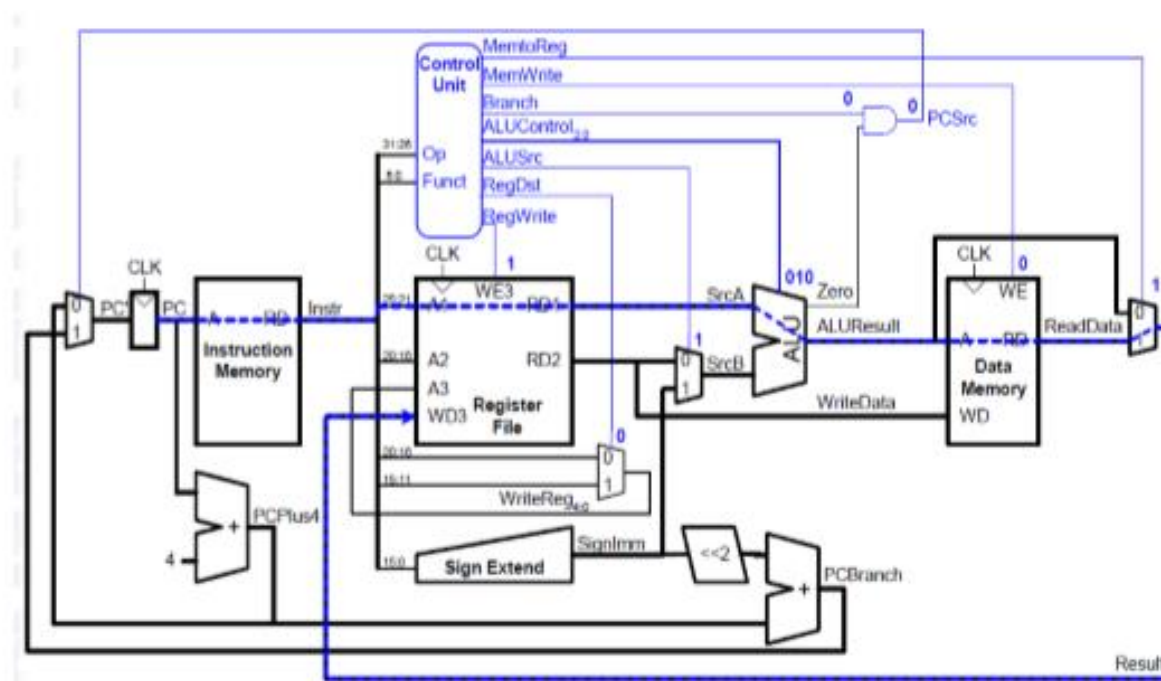 MemtoReg
Control Unit
MemWrite
Branch
0
0
PCSrc
ALUControl2:0
31:26
Op
ALUSrc
5:0
Funct
RegDst
RegWrite
CLK
CLK
1
CLK
010
0
1
0
PC'
PC
1
A
RD
Instr
25:21
A1
WE3
RD1
SrcA
Zero
WE
0
1
Instruction Memory
20:16
A2
RD2
1
0
1
SrcB
ALU
ALUResult
A
RD
ReadData
A3
Data Memory
WD3
Register File
WriteData
WD
0
20:16
0
15:11
1
WriteReg4:0
PCPlus4
+
4
SignImm
15:0
Sign Extend
<<2
+
PCBranch
Result